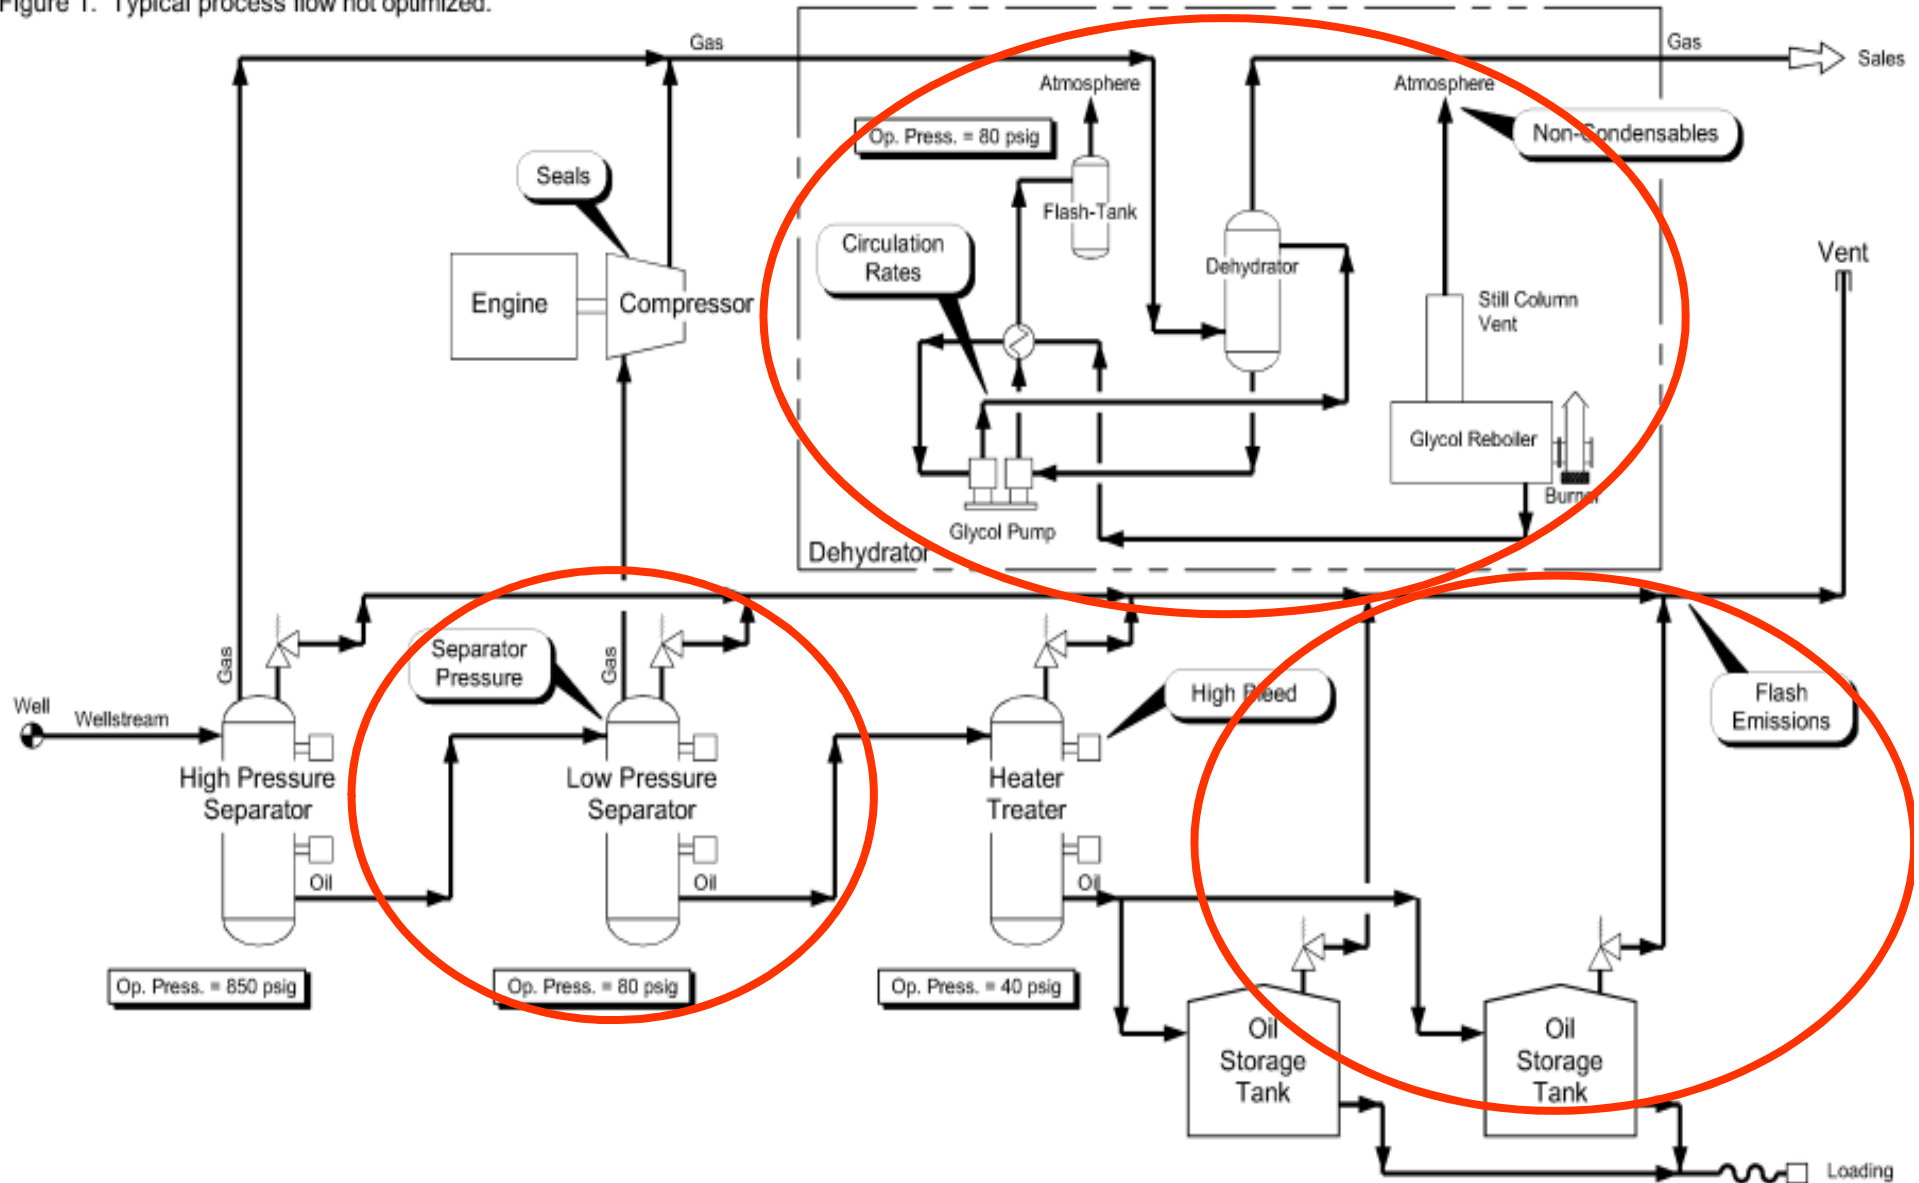 Figure 1. Typical process flow not optimized.
Gas
Gas
Sales
Atmosphere
Atmosphere
Op. Press. = 80 psig
Non-Condensables
Seals
Flash-Tank
Circulation
Rates
Dehydrator
Vent
Engine
Compressor
Still Column
Vent
Glycol Reboiler
Burner
Glycol Pump
Dehydrator
Gas
Separator
Pressure
Gas
High Bleed
Flash
Emissions
Well
Wellstream
High Pressure
Separator
Low Pressure
Separator
Heater
Treater
Oil
Oil
Oil
Op. Press. = 850 psig
Op. Press. = 80 psig
Op. Press. = 40 psig
Oil
Storage
Tank
Oil
Storage
Tank
Loading